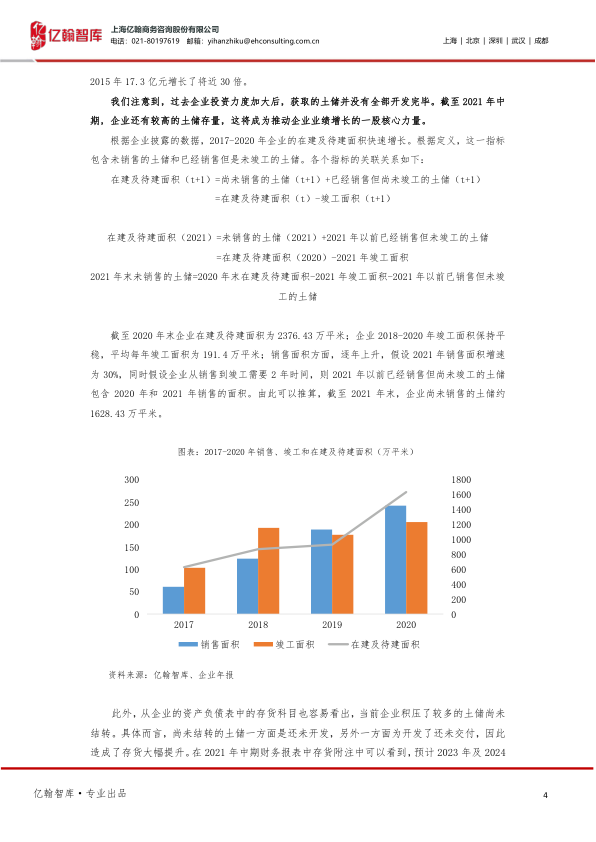 亿翰智库
上海亿翰商务咨询股份有限公司
电话：021-80197619 邮箱：yihanzhiku@ehconsulting.com.cn
上海 | 北京 | 深圳 | 武汉 | 成都
2015 年 17.3 亿元增长了将近 30 倍。
我们注意到，过去企业投资力度加大后，获取的土储并没有全部开发完毕。截至 2021 年中
期，企业还有较高的土储存量，这将成为推动企业业绩增长的一股核心力量。
根据企业披露的数据，2017-2020 年企业的在建及待建面积快速增长。根据定义，这一指标
包含未销售的土储和已经销售但是未竣工的土储。各个指标的关联关系如下：
在建及待建面积（t+1）=尚未销售的土储（t+1）+已经销售但尚未竣工的土储（t+1）
=在建及待建面积（t）-竣工面积（t+1）
在建及待建面积（2021）=未销售的土储（2021）+2021 年以前已经销售但未竣工的土储
=在建及待建面积（2020）-2021 年竣工面积
2021 年末未销售的土储=2020 年末在建及待建面积-2021 年竣工面积-2021 年以前已销售但未竣
工的土储
截至 2020 年末企业在建及待建面积为 2376.43 万平米；企业 2018-2020 年竣工面积保持平
稳，平均每年竣工面积为 191.4 万平米；销售面积方面，逐年上升，假设 2021 年销售面积增速
为 30%，同时假设企业从销售到竣工需要 2 年时间，则 2021 年以前已经销售但尚未竣工的土储
包含 2020 年和 2021 年销售的面积。由此可以推算，截至 2021 年末，企业尚未销售的土储约
1628.43 万平米。
图表：2017-2020 年销售、竣工和在建及待建面积（万平米）
300
250
200
150
100
50
0
1800
1600
1400
1200
1000
800
600
400
200
0
2017 2018 2019 2020
销售面积 竣工面积 在建及待建面积
资料来源：亿翰智库、企业年报
此外，从企业的资产负债表中的存货科目也容易看出，当前企业积压了较多的土储尚未
结转。具体而言，尚未结转的土储一方面是还未开发，另外一方面为开发了还未交付，因此
造成了存货大幅提升。在 2021 年中期财务报表中存货附注中可以看到，预计 2023 年及 2024
亿翰智库·专业出品
4